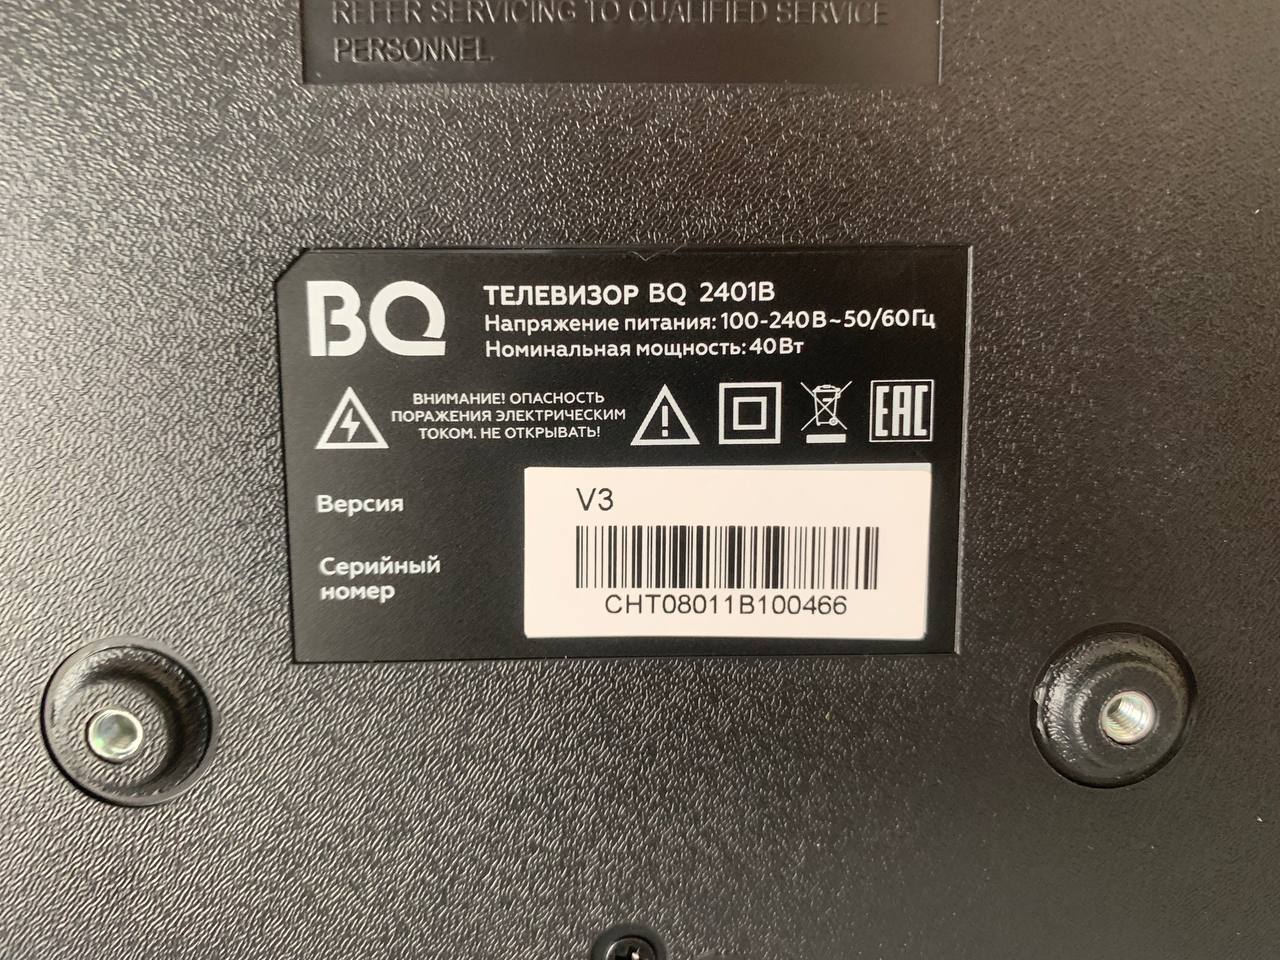 REFER SERVICING TO QUALIFIED SERVICE
PERSONNEL.
BQ
ТЕЛЕВИЗОР BQ 2401B
Напряжение питания: 100-240В~50/60Гц
Номинальная мощность: 40Вт
ВНИМАНИЕ! ОПАСНОСТЬ
ПОРАЖЕНИЯ ЭЛЕКТРИЧЕСКИМ
ТОКОМ. НЕ ОТКРЫВАТЬ!
EAC
Версия
V3
Серийный
номер
CHT08011B100466